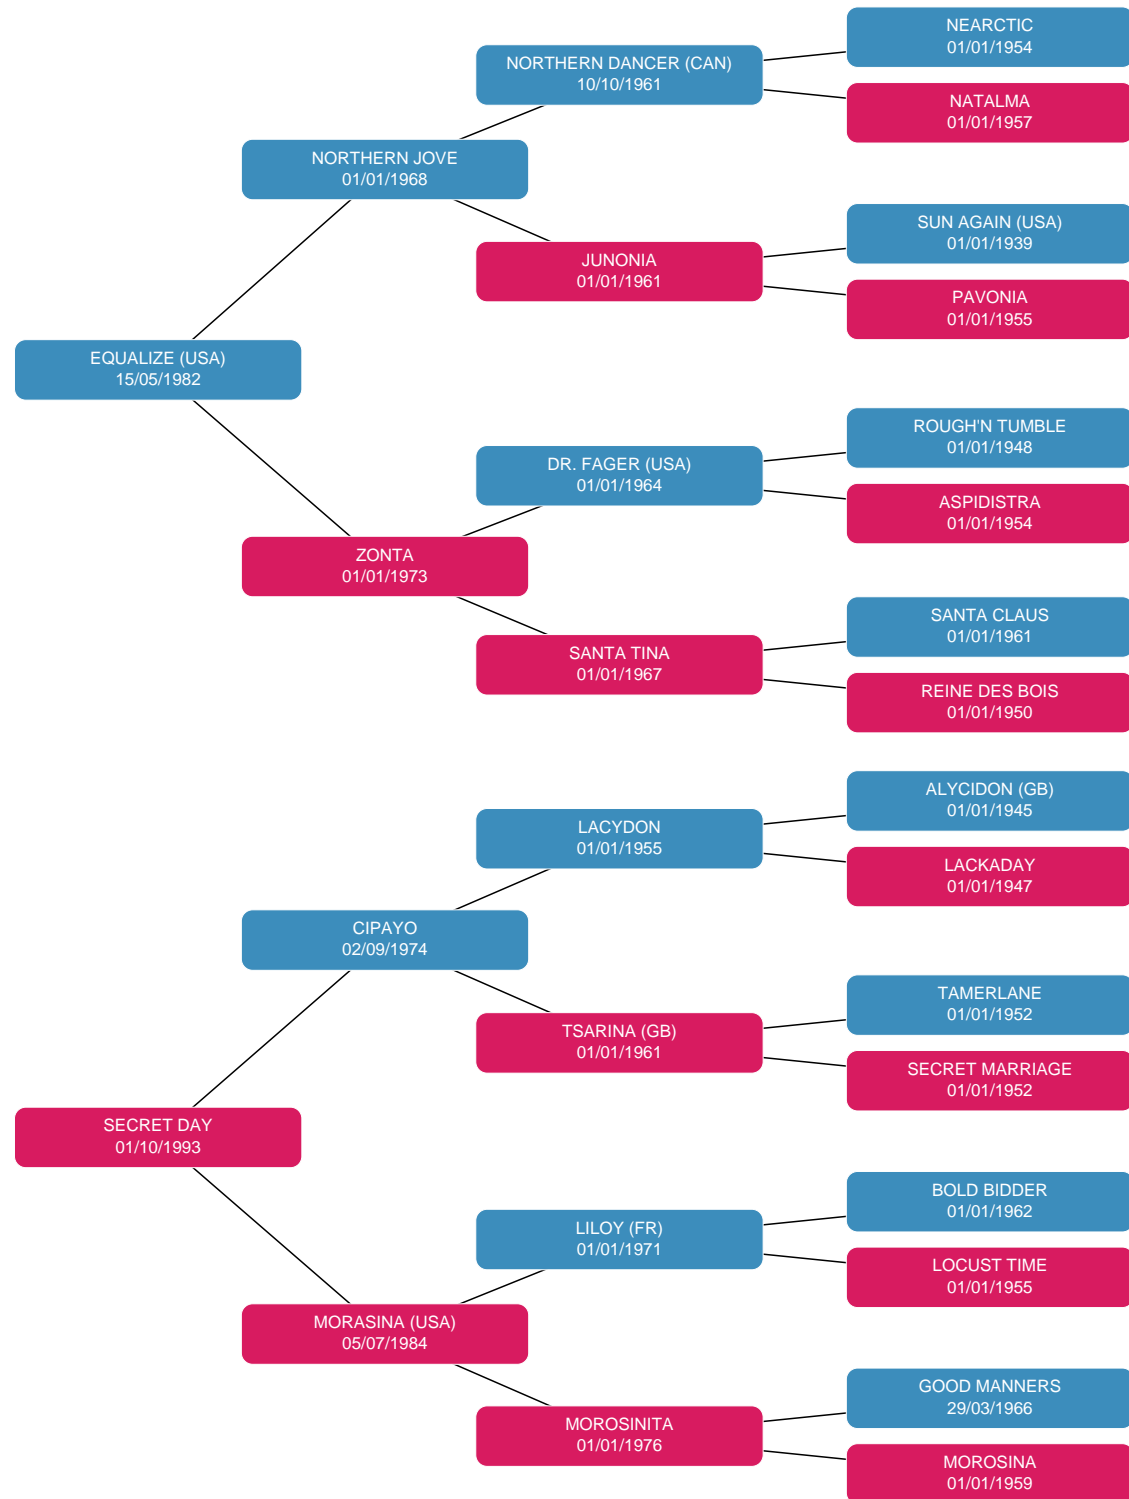 NEARCTIC
01/01/1954
NORTHERN DANCER (CAN)
10/10/1961
NATALMA
01/01/1957
NORTHERN JOVE
01/01/1968
SUN AGAIN (USA)
01/01/1939
JUNONIA
01/01/1961
PAVONIA
01/01/1955
EQUALIZE (USA)
15/05/1982
ROUGH'N TUMBLE
01/01/1948
DR. FAGER (USA)
01/01/1964
ASPIDISTRA
01/01/1954
ZONTA
01/01/1973
SANTA CLAUS
01/01/1961
SANTA TINA
01/01/1967
REINE DES BOIS
01/01/1950
ALYCIDON (GB)
01/01/1945
LACYDON
01/01/1955
LACKADAY
01/01/1947
CIPAYO
02/09/1974
TAMERLANE
01/01/1952
TSARINA (GB)
01/01/1961
SECRET MARRIAGE
01/01/1952
SECRET DAY
01/10/1993
BOLD BIDDER
01/01/1962
LILOY (FR)
01/01/1971
LOCUST TIME
01/01/1955
MORASINA (USA)
05/07/1984
GOOD MANNERS
29/03/1966
MOROSINITA
01/01/1976
MOROSINA
01/01/1959